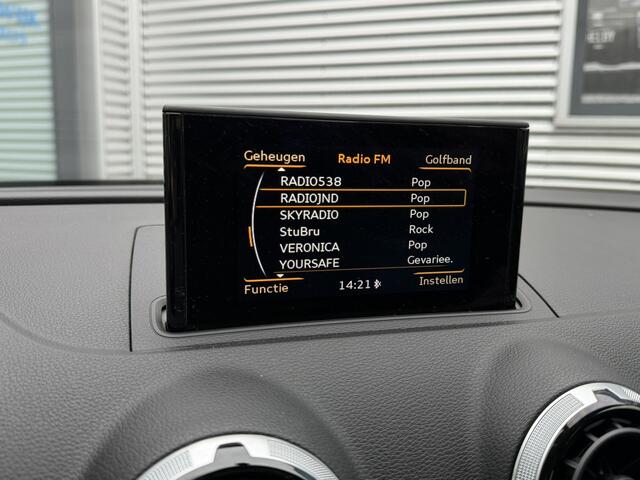 Geheugen Radio FM Golfband
RADIO538 Pop
RADIOJND Pop
SKYRADIO Pop
StuBru Rock
VERONICA Pop
YOURSAFE Gevariee.
Functie 14:21 Instellen